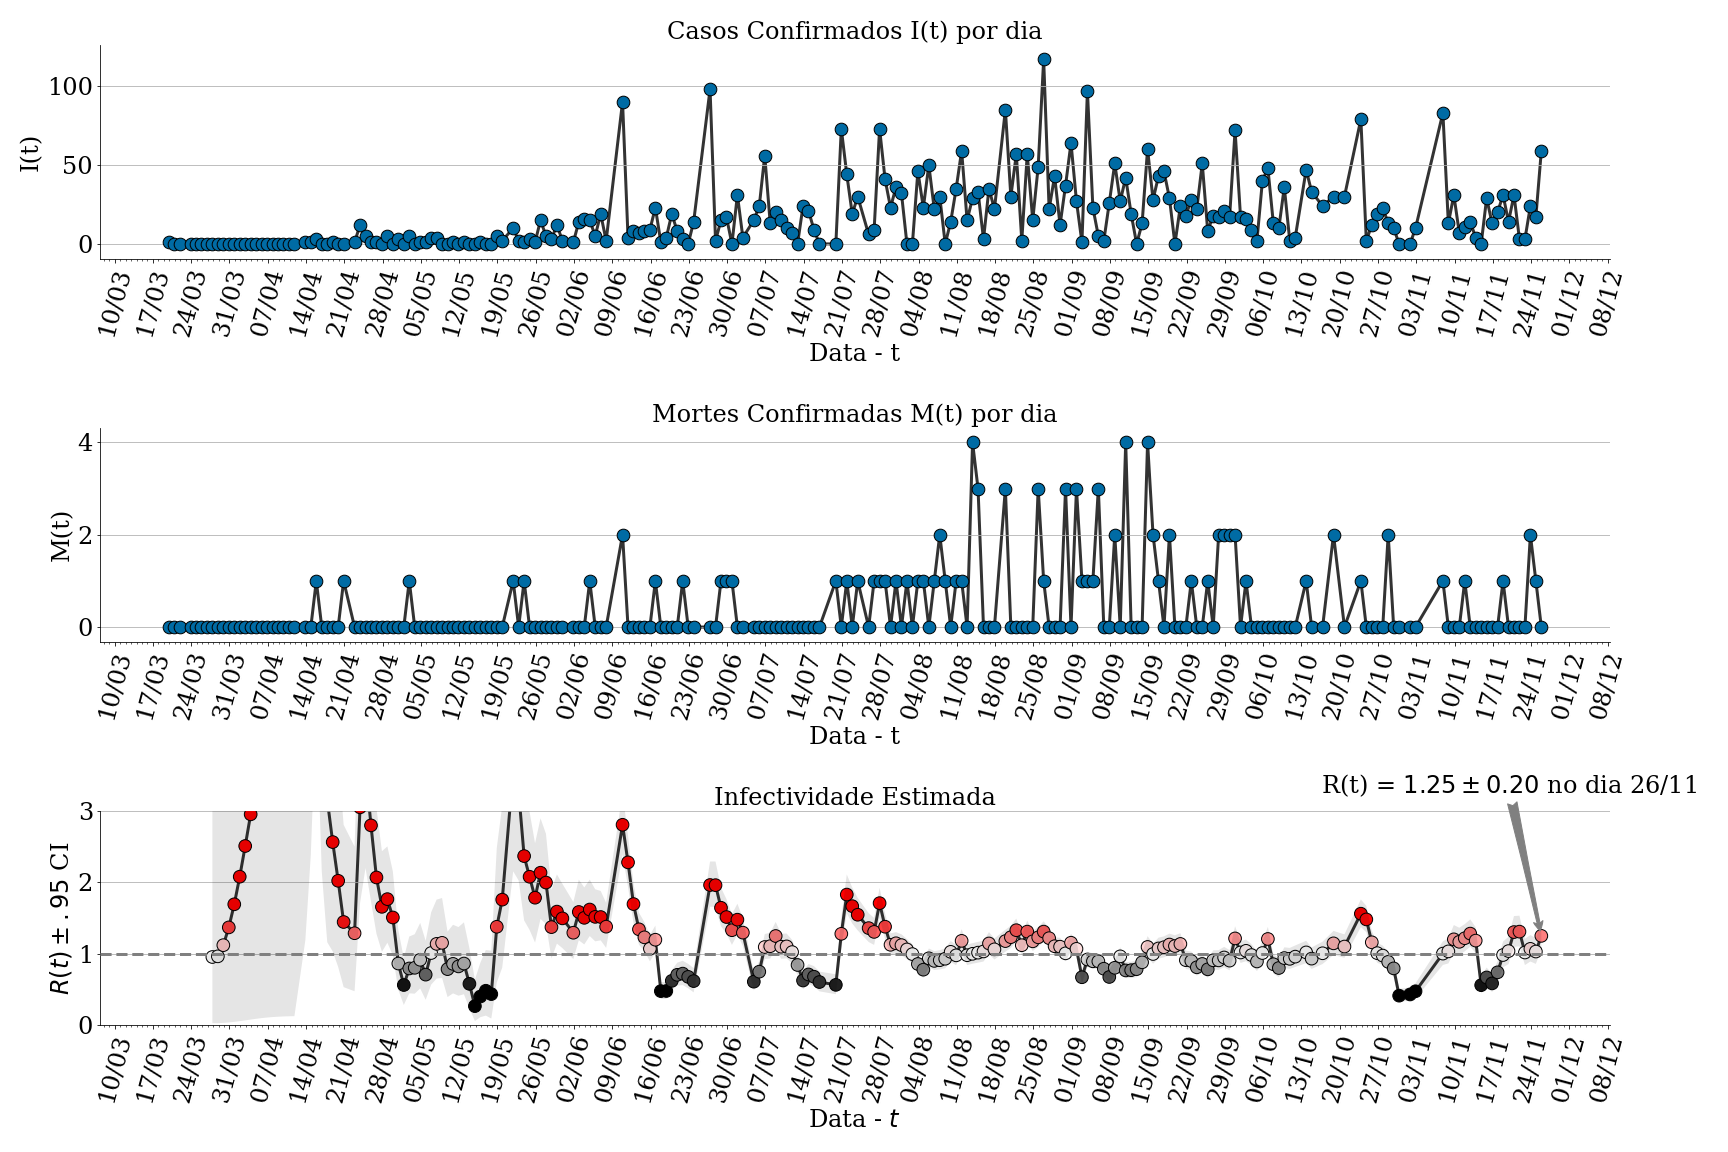 Casos Confirmados I(t) por dia
I(t)
100
50
0
10/03 17/03 24/03 31/03 07/04 14/04 21/04 28/04 05/05 12/05 19/05 26/05 02/06 09/06 16/06 23/06 30/06 07/07 14/07 21/07 28/07 04/08 11/08 18/08 25/08 01/09 08/09 15/09 22/09 29/09 06/10 13/10 20/10 27/10 03/11 10/11 17/11 24/11 01/12 08/12
Data - t
Mortes Confirmadas M(t) por dia
M(t)
4
2
0
10/03 17/03 24/03 31/03 07/04 14/04 21/04 28/04 05/05 12/05 19/05 26/05 02/06 09/06 16/06 23/06 30/06 07/07 14/07 21/07 28/07 04/08 11/08 18/08 25/08 01/09 08/09 15/09 22/09 29/09 06/10 13/10 20/10 27/10 03/11 10/11 17/11 24/11 01/12 08/12
Data - t
R(t) = 1.25 ± 0.20 no dia 26/11
Infectividade Estimada
R(t) ± .95 CI
3
2
1
0
10/03 17/03 24/03 31/03 07/04 14/04 21/04 28/04 05/05 12/05 19/05 26/05 02/06 09/06 16/06 23/06 30/06 07/07 14/07 21/07 28/07 04/08 11/08 18/08 25/08 01/09 08/09 15/09 22/09 29/09 06/10 13/10 20/10 27/10 03/11 10/11 17/11 24/11 01/12 08/12
Data - t